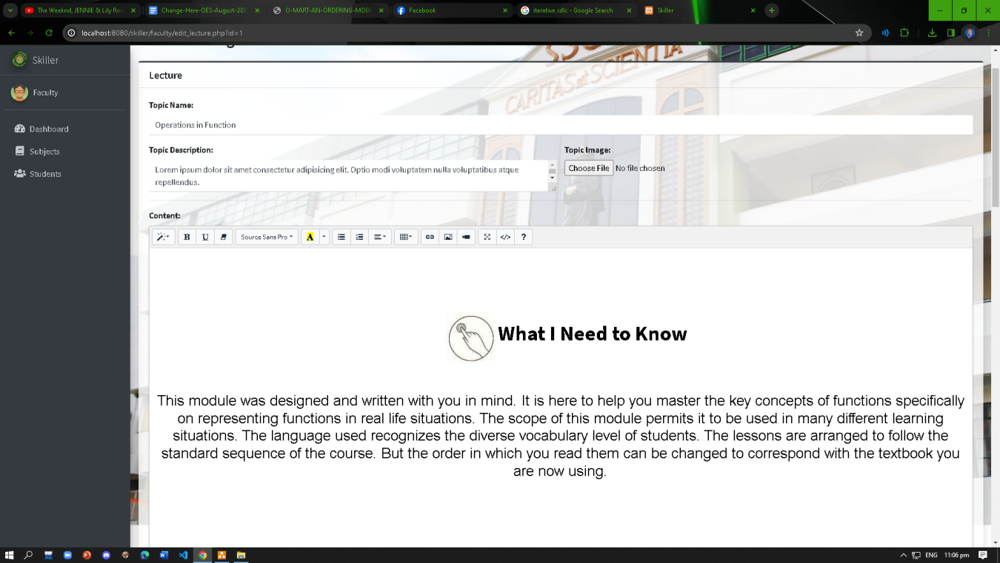 The Weeknd, JENNIE & Lily Ros
Change-Here-OES-August-202
O-MART-AN-ORDERING-MOBI
Facebook
iterative sdlc - Google Search
Skiller
localhost:8080/skiller/faculty/edit_lecture.php?id=1
Skiller
Faculty
Dashboard
Subjects
Students
CARITAS et SCIENTIA
Lecture
Topic Name:
Operations in Function
Topic Description:
Topic Image:
Lorem ipsum dolor sit amet consectetur adipisicing elit. Optio modi voluptatem nulla voluptatibus atque
repellendus.
Choose File No file chosen
Content:
B U Source Sans Pro A </> ?
What I Need to Know
This module was designed and written with you in mind. It is here to help you master the key concepts of functions specifically
on representing functions in real life situations. The scope of this module permits it to be used in many different learning
situations. The language used recognizes the diverse vocabulary level of students. The lessons are arranged to follow the
standard sequence of the course. But the order in which you read them can be changed to correspond with the textbook you
are now using.
ENG 11:06 pm